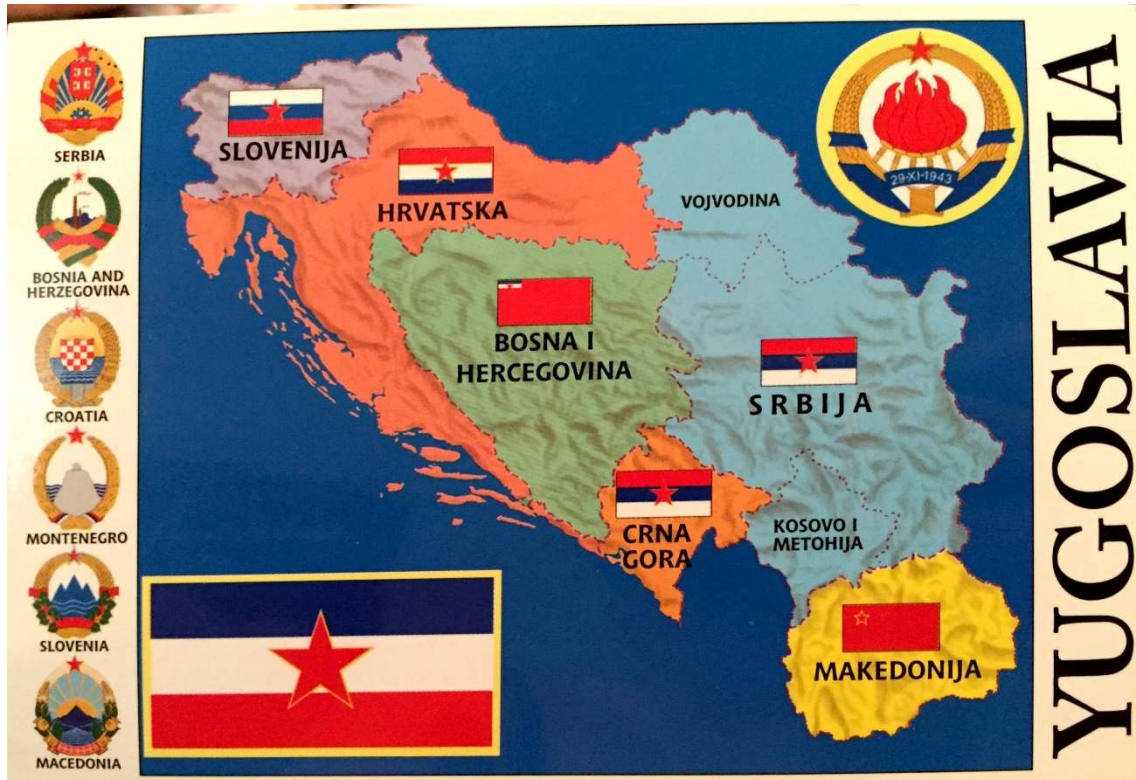 SERBIA
BOSNIA AND
HERZEGOVINA
CROATIA
MONTENEGRO
SLOVENIA
MACEDONIA
SLOVENIJA
HRVATSKA
VOJVODINA
BOSNA I
HERCEGOVINA
SRBIJA
CRNA
GORA
KOSOVO I
METOHIJA
MAKEDONIJA
29-XI-1943
YUGOSLAVIA